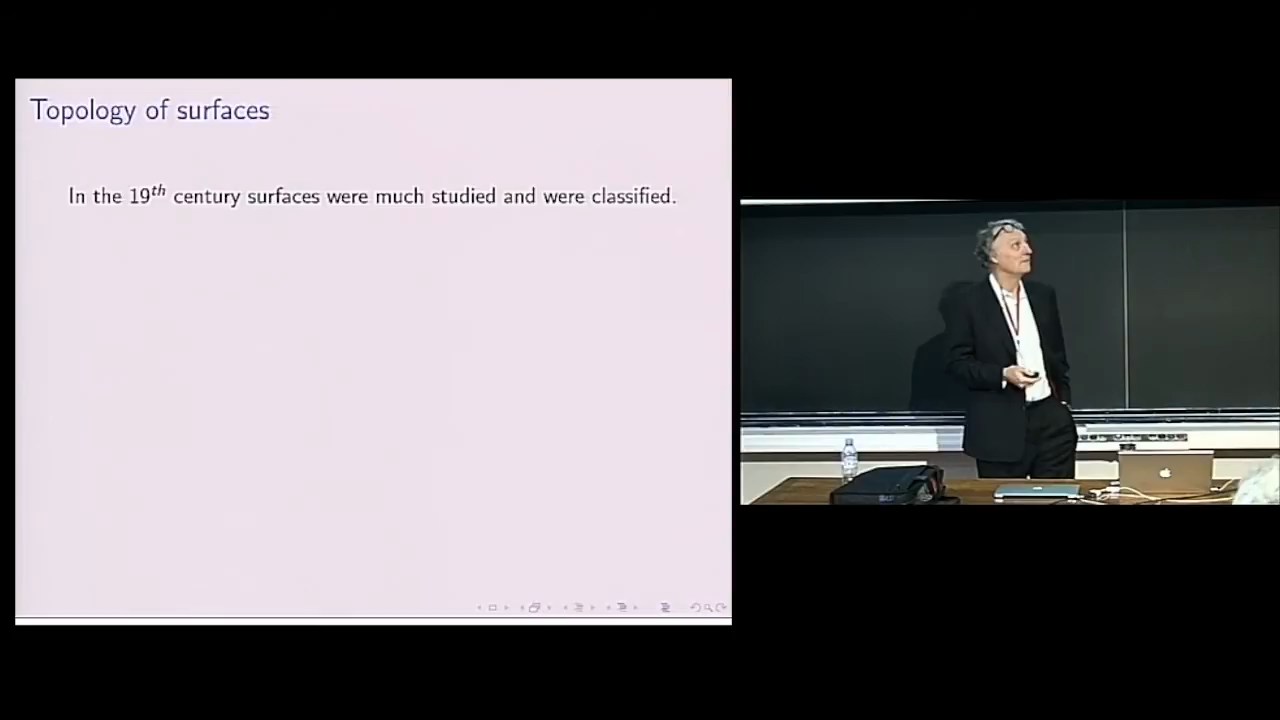 Topology of surfaces
In the 19th century surfaces were much studied and were classified.